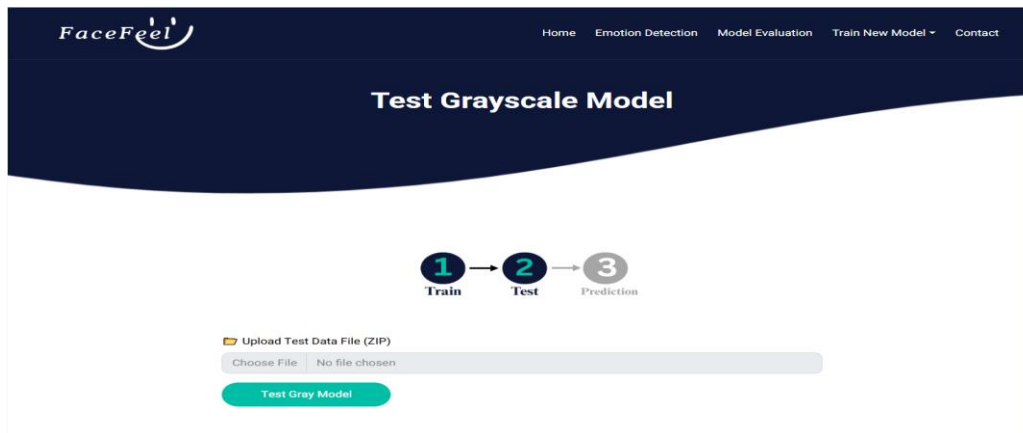 FaceFeel
Home Emotion Detection Model Evaluation Train New Model Contact
Test Grayscale Model
1 2 3
Train Test Prediction
Upload Test Data File (ZIP)
Choose File No file chosen
Test Gray Model